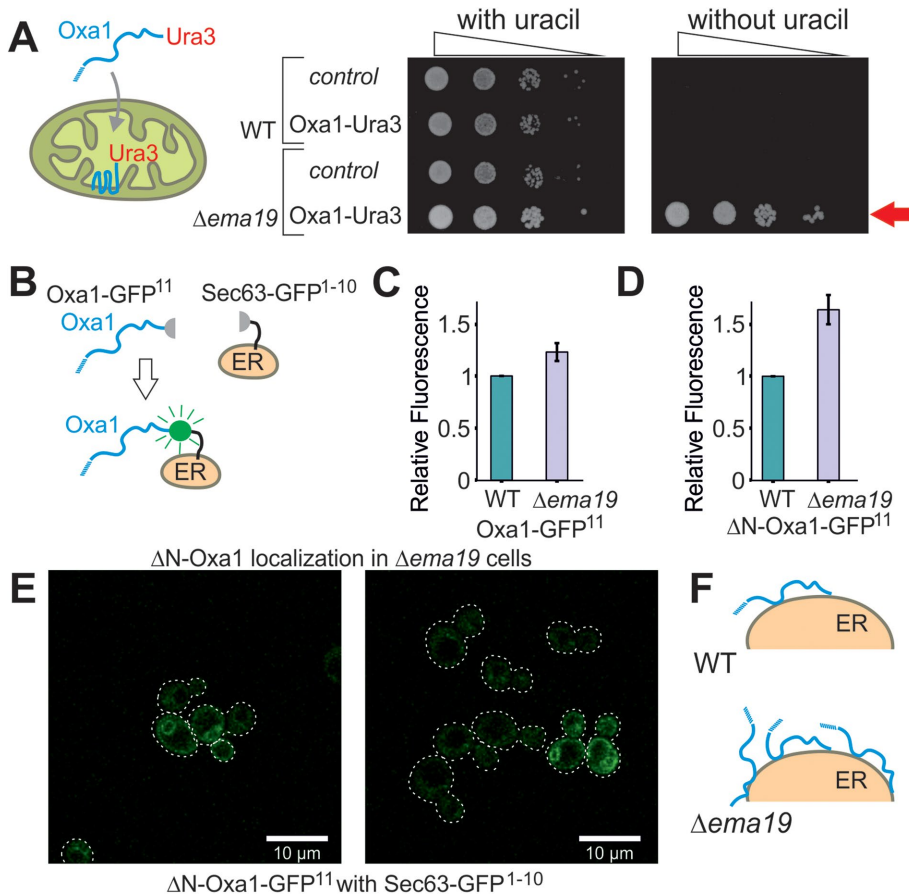 A
Oxa1
Ura3
Ura3
with uracil
without uracil
WT
control
Oxa1-Ura3
Δema19
control
Oxa1-Ura3
B
Oxa1-GFP11
Sec63-GFP1-10
Oxa1
ER
Oxa1
ER
C
Relative Fluorescence
1.5
1
0.5
0
WT
Δema19
Oxa1-GFP11
D
Relative Fluorescence
1.5
1
0.5
0
WT
Δema19
ΔN-Oxa1-GFP11
ΔN-Oxa1 localization in Δema19 cells
E
10 µm
10 µm
ΔN-Oxa1-GFP11 with Sec63-GFP1-10
F
ER
WT
ER
Δema19